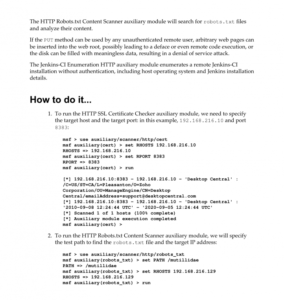 The HTTP Robots.txt Content Scanner auxiliary module will search for robots.txt files
and analyze their content.
If the PUT method can be used by any unauthenticated remote user, arbitrary web pages can
be inserted into the web root, possibly leading to a deface or even remote code execution, or
the disk can be filled with meaningless data, resulting in a denial of service attack.
The Jenkins-CI Enumeration HTTP auxiliary module enumerates a remote Jenkins-CI
installation without authentication, including host operating system and Jenkins installation
details.
How to do it...
1. To run the HTTP SSL Certificate Checker auxiliary module, we need to specify
the target host and the target port; in this example, 192.168.216.10 and port
8383:
msf > use auxiliary/scanner/http/cert
msf auxiliary(cert) > set RHOSTS 192.168.216.10
RHOSTS => 192.168.216.10
msf auxiliary(cert) > set RPORT 8383
RPORT => 8383
msf auxiliary(cert) > run
[*] 192.168.216.10:8383 - 192.168.216.10 - 'Desktop Central' :
/C=US/ST=CA/L=Pleasanton/O=Zoho
Corporation/OU=ManageEngine/CN=Desktop
Central/emailAddress=support@desktopcentral.com
[*] 192.168.216.10:8383 - 192.168.216.10 - 'Desktop Central' :
'2010-09-08 12:24:44 UTC' - '2020-09-05 12:24:44 UTC'
[*] Scanned 1 of 1 hosts (100% complete)
[*] Auxiliary module execution completed
msf auxiliary(cert) >
2. To run the HTTP Robots.txt Content Scanner auxiliary module, we will specify
the test path to find the robots.txt file and the target IP address:
msf > use auxiliary/scanner/http/robots_txt
msf auxiliary(robots_txt) > set PATH /mutillidae
PATH => /mutillidae
msf auxiliary(robots_txt) > set RHOSTS 192.168.216.129
RHOSTS => 192.168.216.129
msf auxiliary(robots_txt) > run